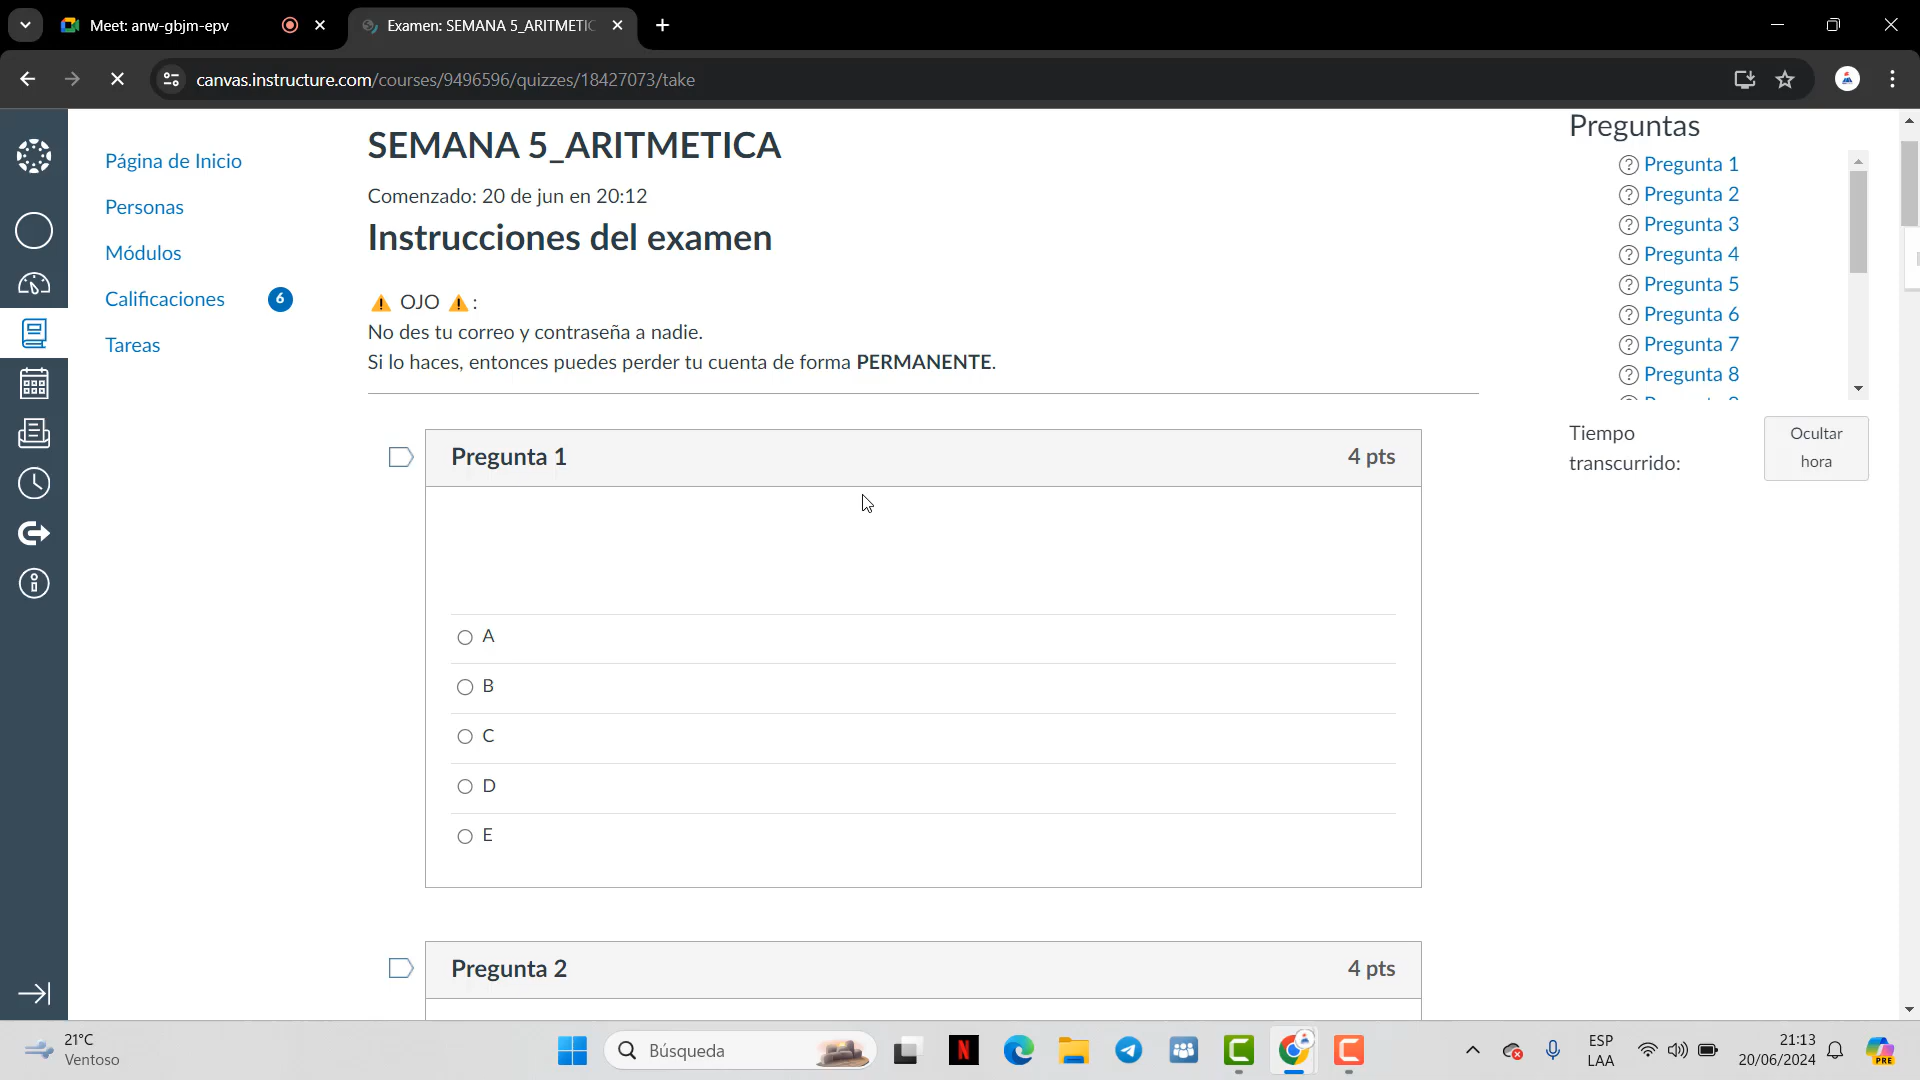 Meet: anw-gbjm-epv
Examen: SEMANA 5_ARITMETIC
canvas.instructure.com/courses/9496596/quizzes/18427073/take
Página de Inicio
Personas
Módulos
Calificaciones
6
Tareas
SEMANA 5_ARITMETICA
Comenzado: 20 de jun en 20:12
Instrucciones del examen
⚠ OJO ⚠ :
No des tu correo y contraseña a nadie.
Si lo haces, entonces puedes perder tu cuenta de forma PERMANENTE.
Pregunta 1
4 pts
A
B
C
D
E
Pregunta 2
4 pts
Preguntas
Pregunta 1
Pregunta 2
Pregunta 3
Pregunta 4
Pregunta 5
Pregunta 6
Pregunta 7
Pregunta 8
Tiempo
transcurrido:
Ocultar
hora
21°C
Ventoso
Búsqueda
N
ESP
LAA
21:13
20/06/2024
PRE